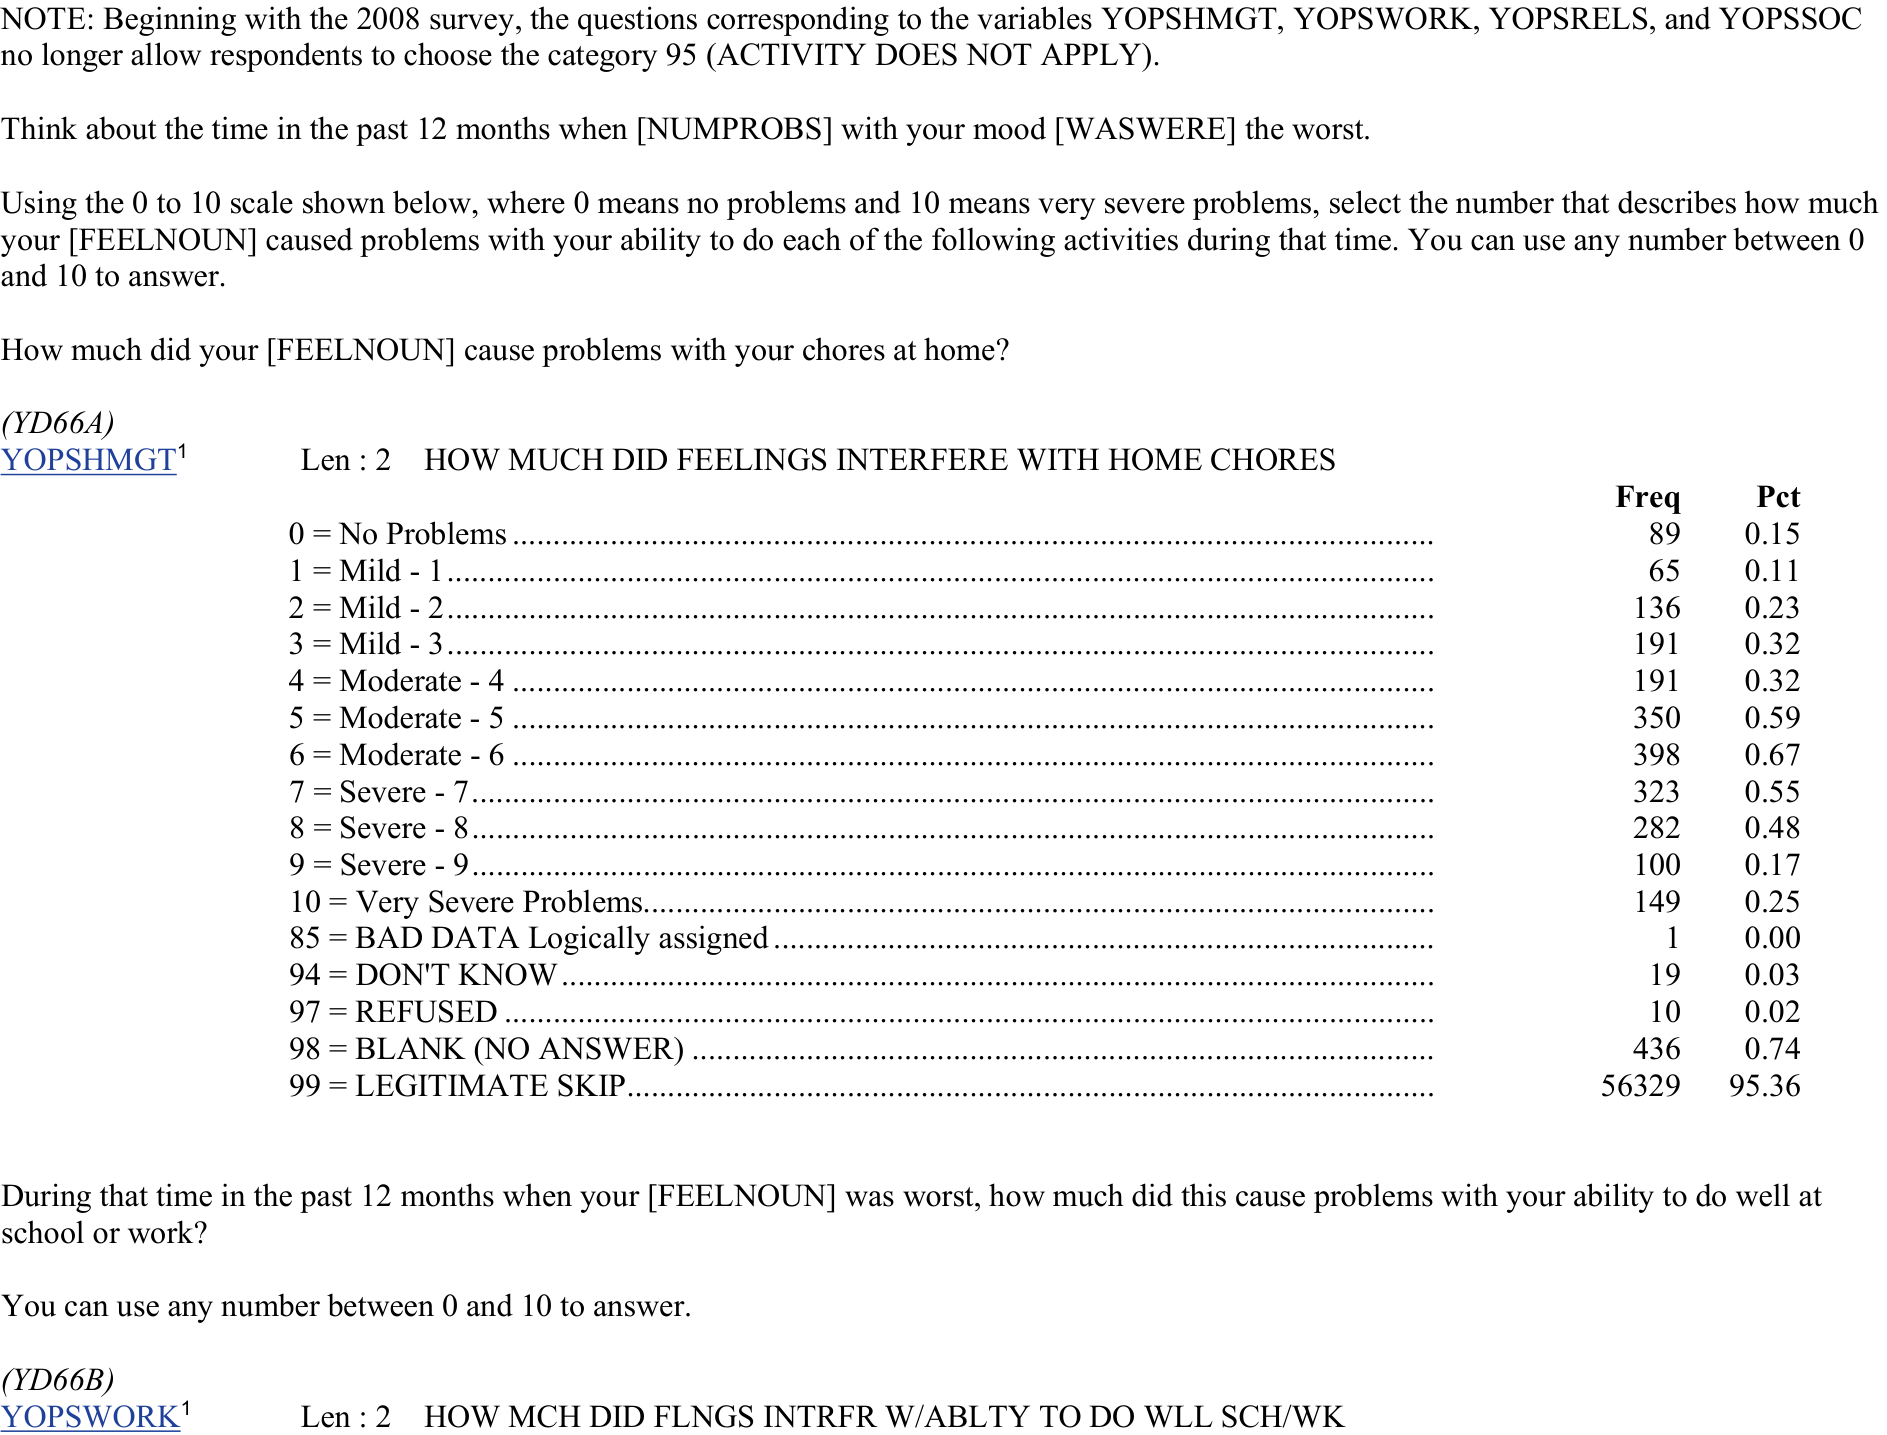 NOTE: Beginning with the 2008 survey, the questions corresponding to the variables YOPSHMGT, YOPSWORK, YOPSRELS, and YOPSSOC
no longer allow respondents to choose the category 95 (ACTIVITY DOES NOT APPLY).
Think about the time in the past 12 months when [NUMPROBS] with your mood [WASWERE] the worst.
Using the 0 to 10 scale shown below, where 0 means no problems and 10 means very severe problems, select the number that describes how much
your [FEELNOUN] caused problems with your ability to do each of the following activities during that time. You can use any number between 0
and 10 to answer.
How much did your [FEELNOUN] cause problems with your chores at home?
(YD66A)
YOPSHMGT¹ Len : 2 HOW MUCH DID FEELINGS INTERFERE WITH HOME CHORES
Freq Pct
0 = No Problems 89 0.15
1 = Mild - 1 65 0.11
2 = Mild - 2 136 0.23
3 = Mild - 3 191 0.32
4 = Moderate - 4 191 0.32
5 = Moderate - 5 350 0.59
6 = Moderate - 6 398 0.67
7 = Severe - 7 323 0.55
8 = Severe - 8 282 0.48
9 = Severe - 9 100 0.17
10 = Very Severe Problems 149 0.25
85 = BAD DATA Logically assigned 1 0.00
94 = DON'T KNOW 19 0.03
97 = REFUSED 10 0.02
98 = BLANK (NO ANSWER) 436 0.74
99 = LEGITIMATE SKIP 56329 95.36
During that time in the past 12 months when your [FEELNOUN] was worst, how much did this cause problems with your ability to do well at
school or work?
You can use any number between 0 and 10 to answer.
(YD66B)
YOPSWORK¹ Len : 2 HOW MCH DID FLNGS INTRFR W/ABLTY TO DO WLL SCH/WK